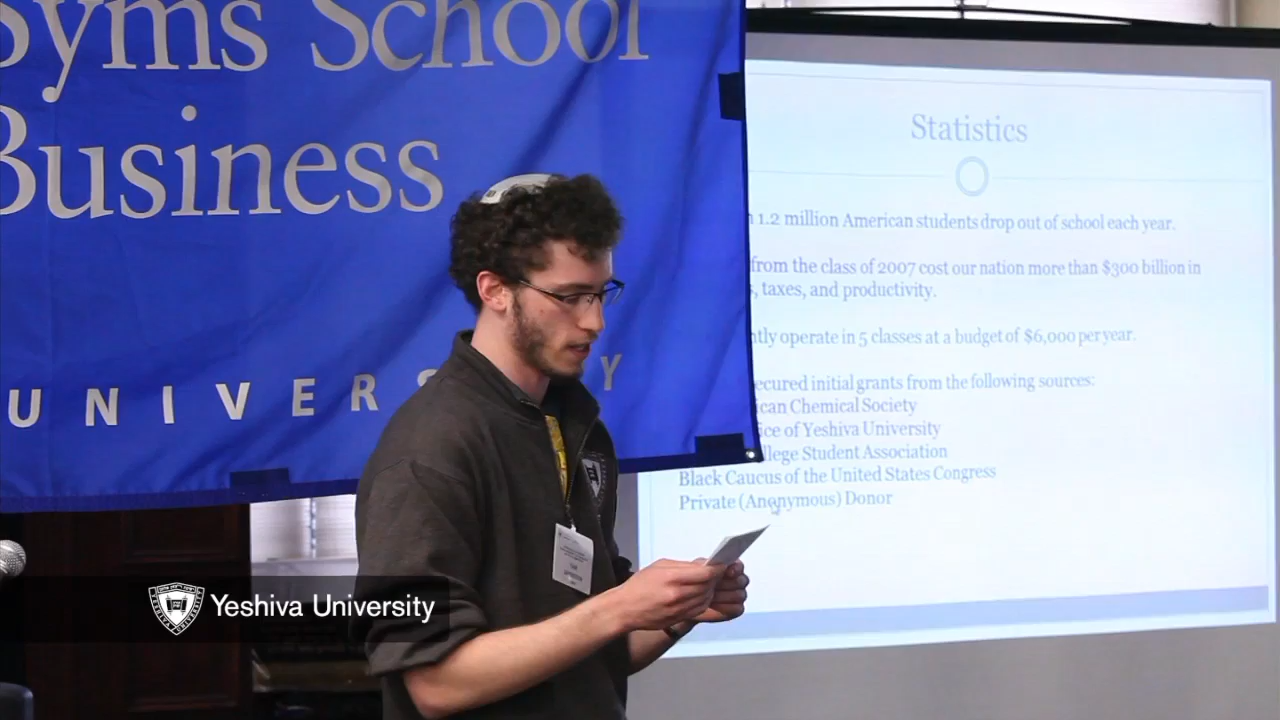 Syms School
Business
UNIVERS Y
Statistics
1.2 million American students drop out of school each year.
from the class of 2007 cost our nation more than $300 billion in
, taxes, and productivity.
ntly operate in 5 classes at a budget of $6,000 per year.
ecured initial grants from the following sources:
ican Chemical Society
ice of Yeshiva University
llege Student Association
Black Caucus of the United States Congress
Private (Anonymous) Donor
Yeshiva University